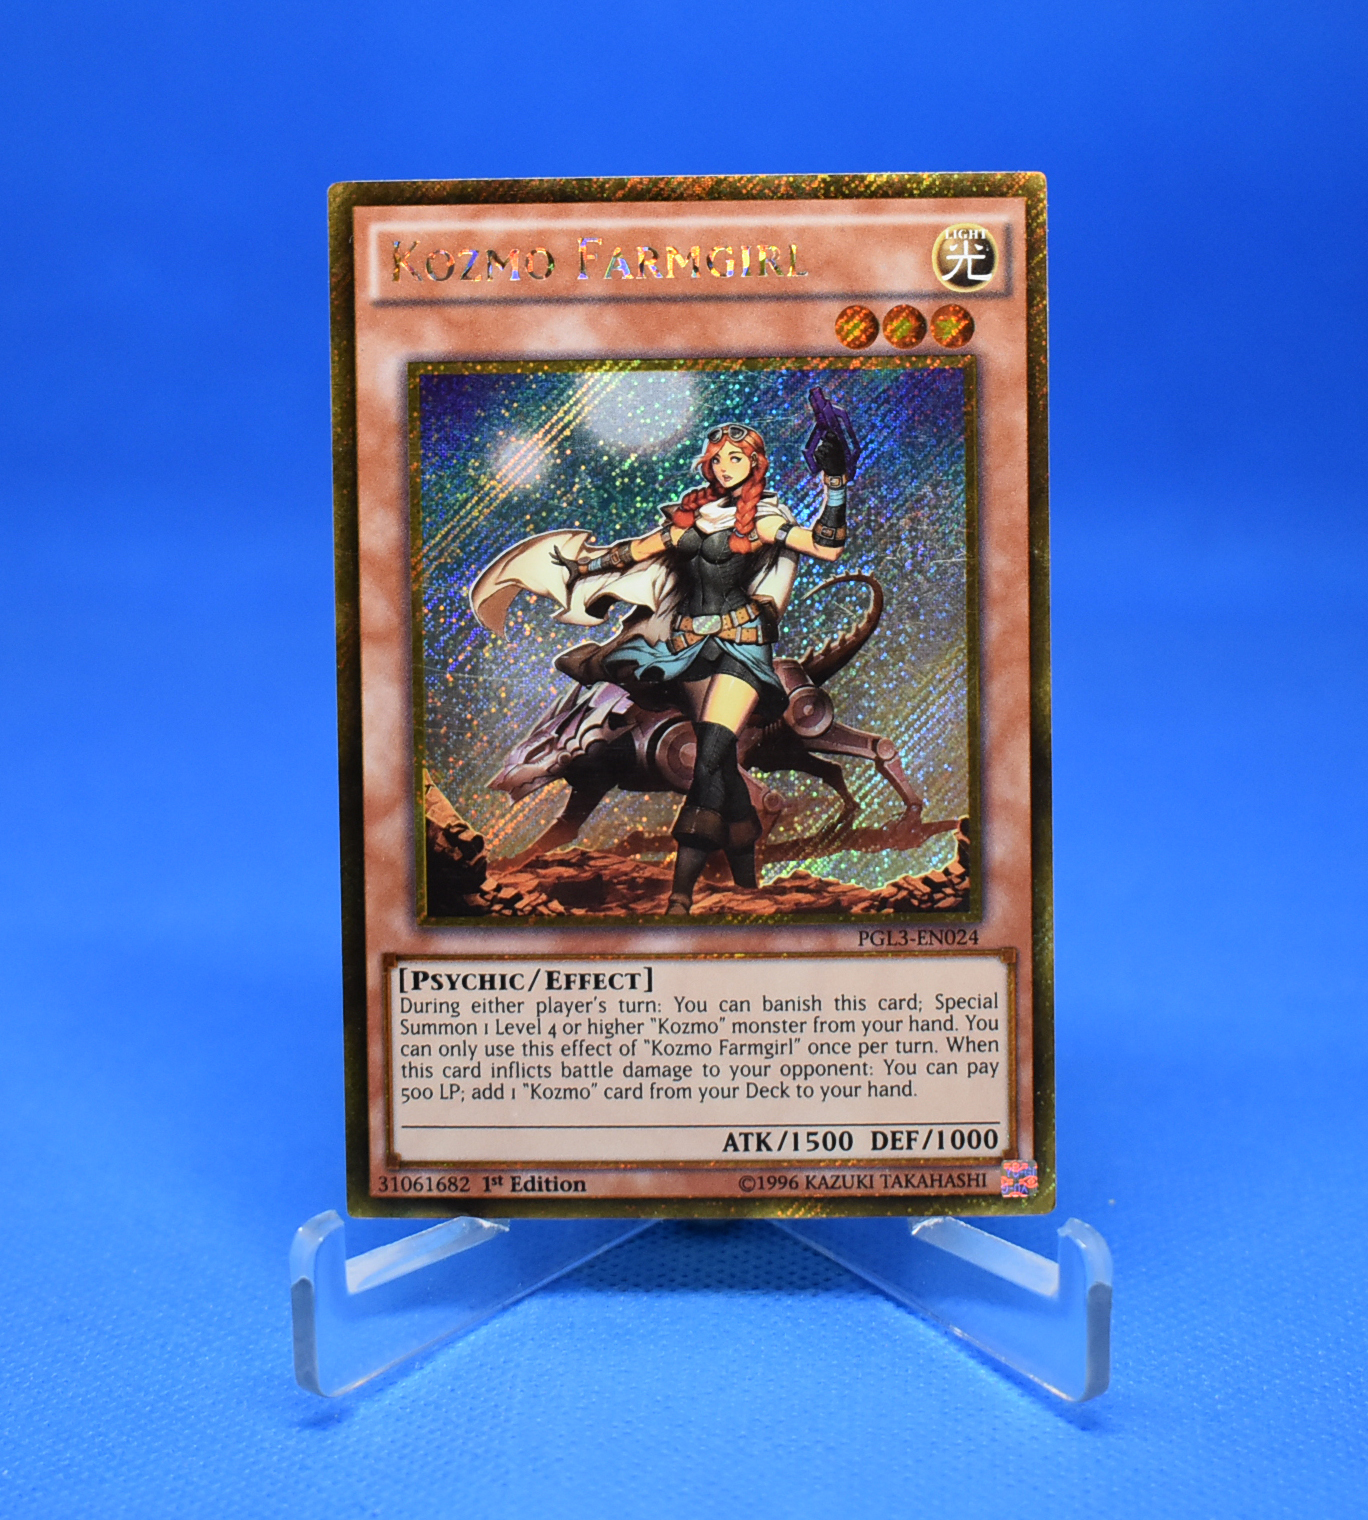 Kozmo Farmgirl
LIGHT
光
PGL3-EN024
[Psychic/Effect]
During either player's turn: You can banish this card; Special
Summon 1 Level 4 or higher "Kozmo" monster from your hand. You
can only use this effect of "Kozmo Farmgirl" once per turn. When
this card inflicts battle damage to your opponent: You can pay
500 LP; add 1 "Kozmo" card from your Deck to your hand.
ATK/1500 DEF/1000
31061682 1st Edition
©1996 KAZUKI TAKAHASHI